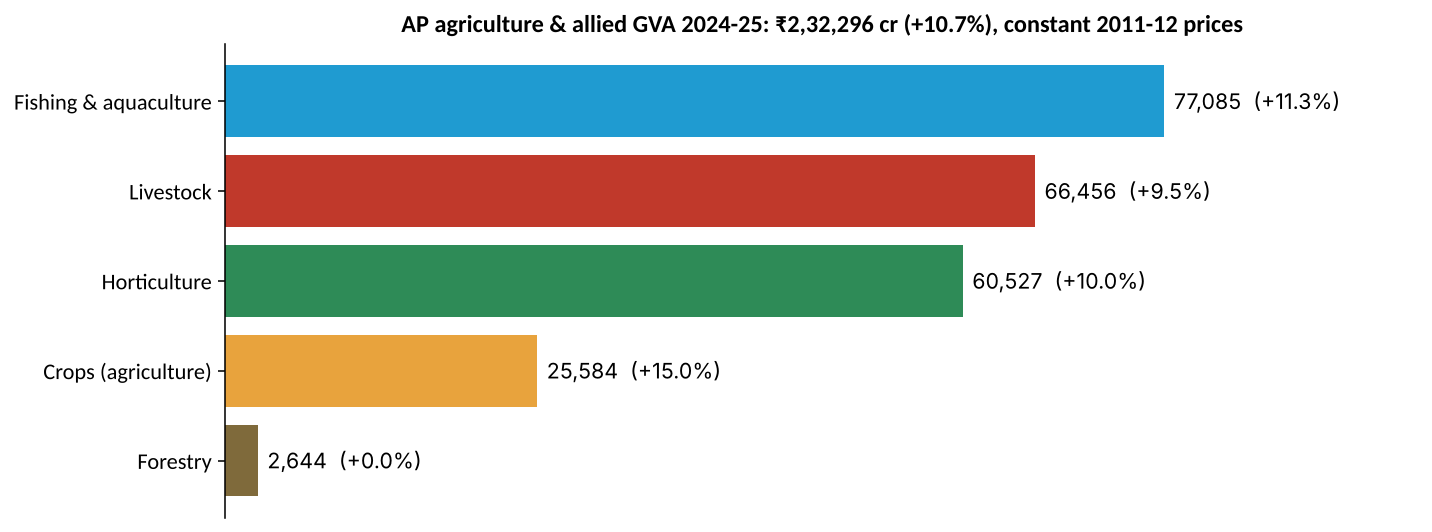 AP agriculture & allied GVA 2024-25: ₹2,32,296 cr (+10.7%), constant 2011-12 prices
Fishing & aquaculture 77,085 (+11.3%)
Livestock 66,456 (+9.5%)
Horticulture 60,527 (+10.0%)
Crops (agriculture) 25,584 (+15.0%)
Forestry 2,644 (+0.0%)